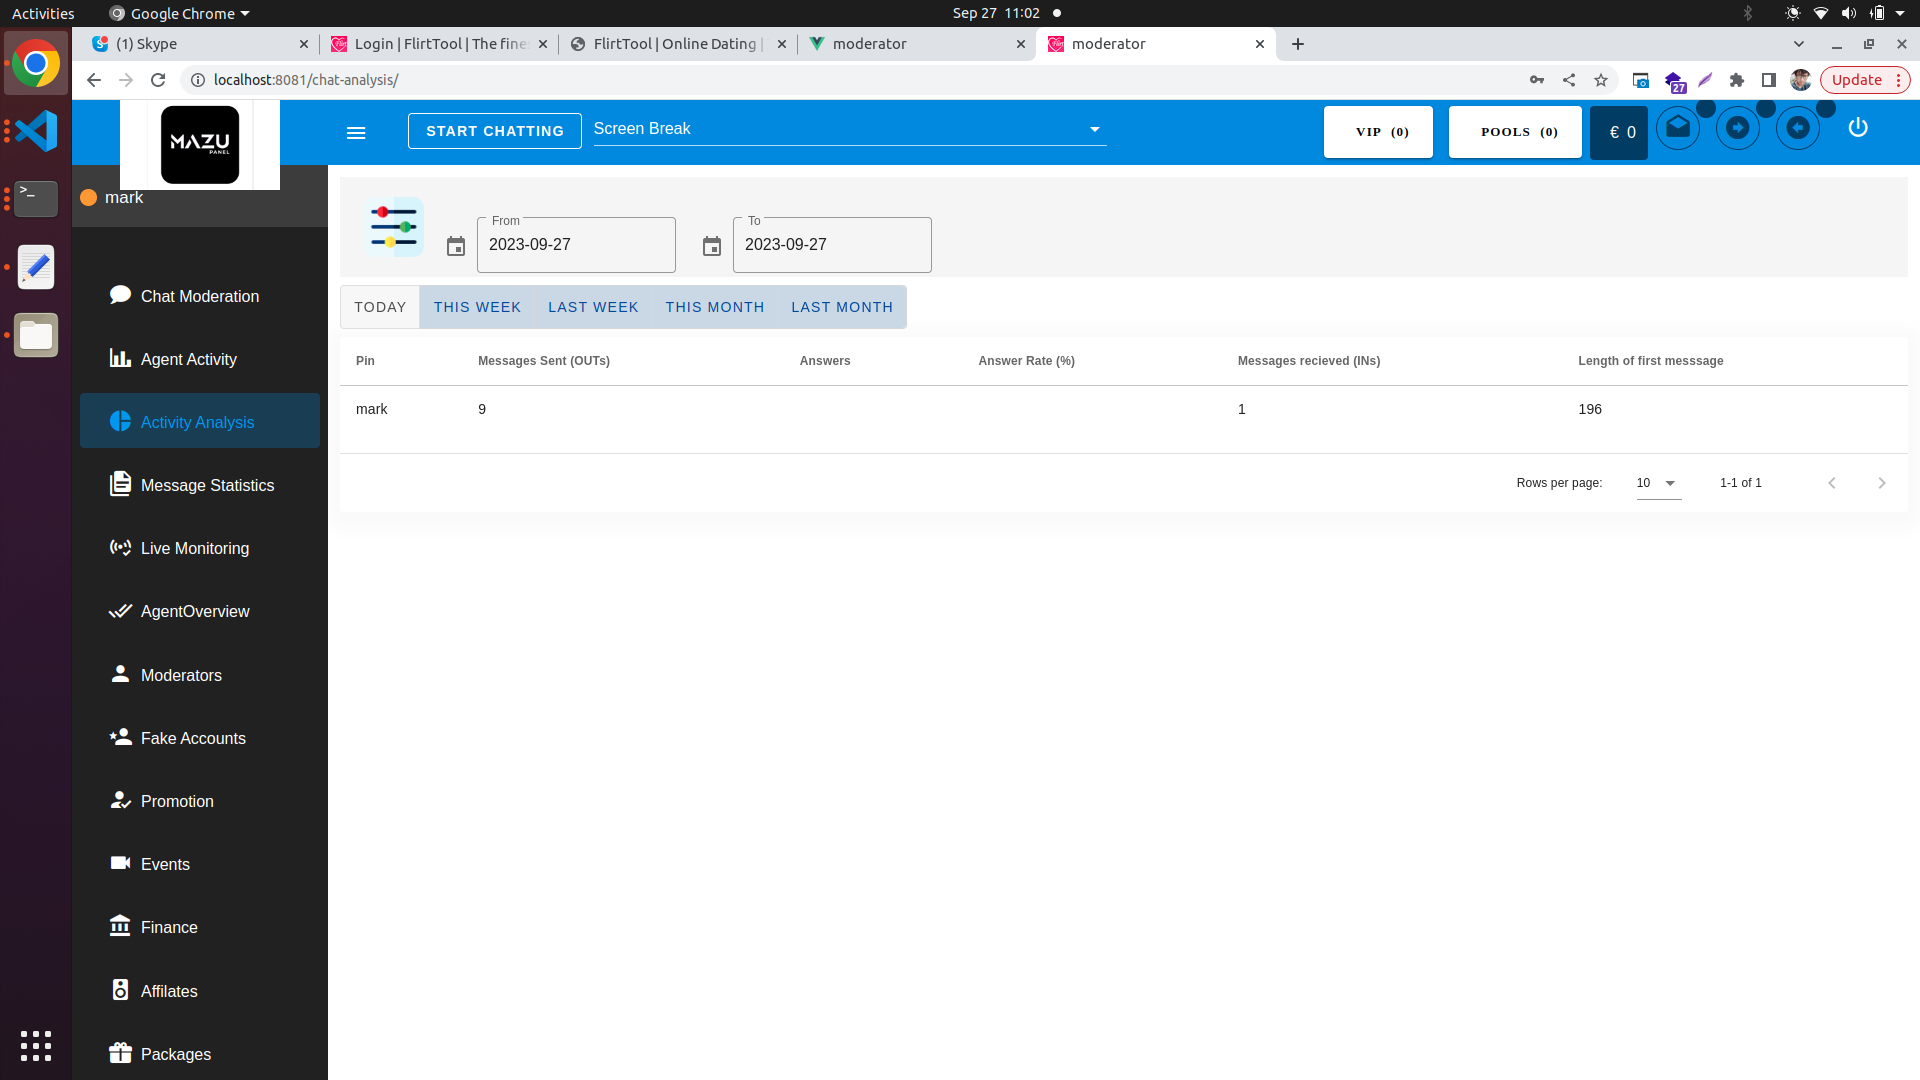 Activities
Google Chrome
Sep 27 11:02
(1) Skype
Login | FlirtTool | The fine
FlirtTool | Online Dating |
moderator
moderator
localhost:8081/chat-analysis/
27
Update
MAZU
PANEL
START CHATTING
Screen Break
VIP (0)
POOLS (0)
€ 0
mark
Chat Moderation
Agent Activity
Activity Analysis
Message Statistics
Live Monitoring
AgentOverview
Moderators
Fake Accounts
Promotion
Events
Finance
Affilates
Packages
From
2023-09-27
To
2023-09-27
TODAY
THIS WEEK
LAST WEEK
THIS MONTH
LAST MONTH
Pin Messages Sent (OUTs) Answers Answer Rate (%) Messages recieved (INs) Length of first messsage
mark 9 1 196
Rows per page: 10 1-1 of 1